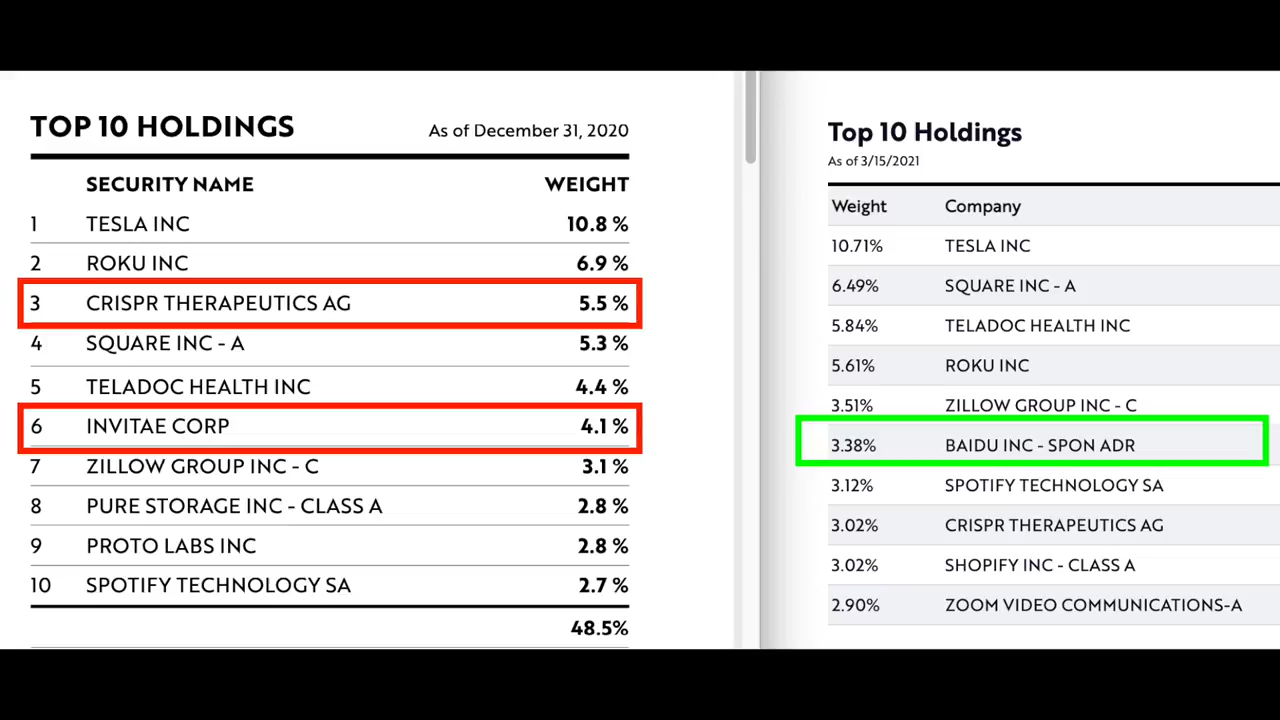 TOP 10 HOLDINGS As of December 31, 2020
SECURITY NAME WEIGHT
1 TESLA INC 10.8 %
2 ROKU INC 6.9 %
3 CRISPR THERAPEUTICS AG 5.5 %
4 SQUARE INC - A 5.3 %
5 TELADOC HEALTH INC 4.4 %
6 INVITAE CORP 4.1 %
7 ZILLOW GROUP INC - C 3.1 %
8 PURE STORAGE INC - CLASS A 2.8 %
9 PROTO LABS INC 2.8 %
10 SPOTIFY TECHNOLOGY SA 2.7 %
48.5%
Top 10 Holdings
As of 3/15/2021
Weight Company
10.71% TESLA INC
6.49% SQUARE INC - A
5.84% TELADOC HEALTH INC
5.61% ROKU INC
3.51% ZILLOW GROUP INC - C
3.38% BAIDU INC - SPON ADR
3.12% SPOTIFY TECHNOLOGY SA
3.02% CRISPR THERAPEUTICS AG
3.02% SHOPIFY INC - CLASS A
2.90% ZOOM VIDEO COMMUNICATIONS-A